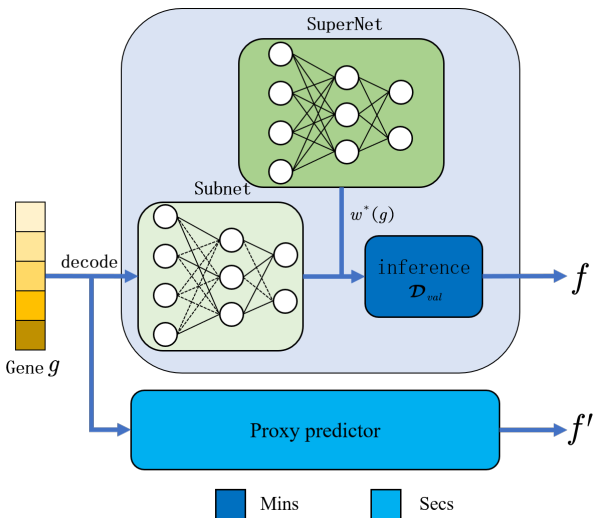 SuperNet
Subnet
w*(g)
decode
inference
𝓓val
f
Gene g
Proxy predictor
f′
Mins
Secs